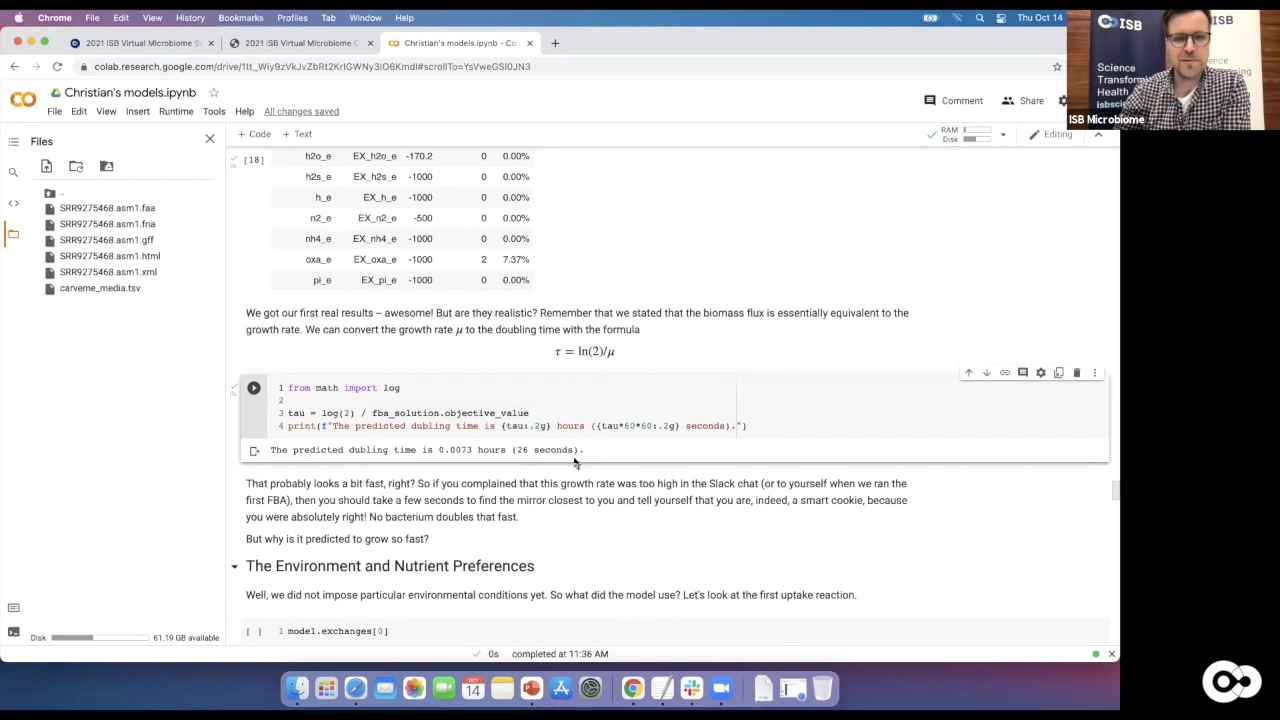 Chrome File Edit View History Bookmarks Profiles Tab Window Help Thu Oct 14
2021 ISB Virtual Microbiome S
2021 ISB Virtual Microbiome C
Christian's models.ipynb - Co
colab.research.google.com/drive/1tt_Wiy9zVkJvZbRt2KrIGWNy3iO6KmdI#scrollTo=YsVweGSI0JN3
Christian's models.ipynb
File Edit View Insert Runtime Tools Help All changes saved
Comment Share
ISB
ISB
Science
Transforming
Health
ISB Microbiome
Files
+ Code + Text
RAM
Disk
Editing
..
SRR9275468.asm1.faa
SRR9275468.asm1.fna
SRR9275468.asm1.gff
SRR9275468.asm1.html
SRR9275468.asm1.xml
carveme_media.tsv
Disk 61.19 GB available
[18]
h2o_e EX_h2o_e -170.2 0 0.00%
h2s_e EX_h2s_e -1000 0 0.00%
h_e EX_h_e -1000 0 0.00%
n2_e EX_n2_e -500 0 0.00%
nh4_e EX_nh4_e -1000 0 0.00%
oxa_e EX_oxa_e -1000 2 7.37%
pi_e EX_pi_e -1000 0 0.00%
We got our first real results – awesome! But are they realistic? Remember that we stated that the biomass flux is essentially equivalent to the
growth rate. We can convert the growth rate μ to the doubling time with the formula
τ = ln(2)/μ
1 from math import log
2
3 tau = log(2) / fba_solution.objective_value
4 print(f"The predicted dubling time is {tau:.2g} hours ({tau*60*60:.2g} seconds).")
The predicted dubling time is 0.0073 hours (26 seconds).
That probably looks a bit fast, right? So if you complained that this growth rate was too high in the Slack chat (or to yourself when we ran the
first FBA), then you should take a few seconds to find the mirror closest to you and tell yourself that you are, indeed, a smart cookie, because
you were absolutely right! No bacterium doubles that fast.
But why is it predicted to grow so fast?
The Environment and Nutrient Preferences
Well, we did not impose particular environmental conditions yet. So what did the model use? Let's look at the first uptake reaction.
[ ] 1 model.exchanges[0]
0s completed at 11:36 AM
OCT
14